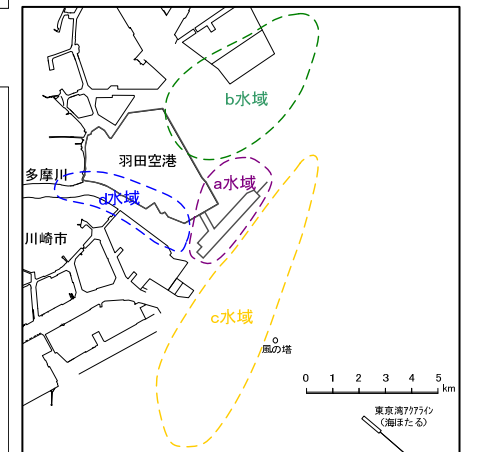 b水域
羽田空港
多摩川
a水域
d水域
川崎市
c水域
風の塔
0 1 2 3 4 5
km
東京湾ｱｸｱﾗｲﾝ
（海ほたる）